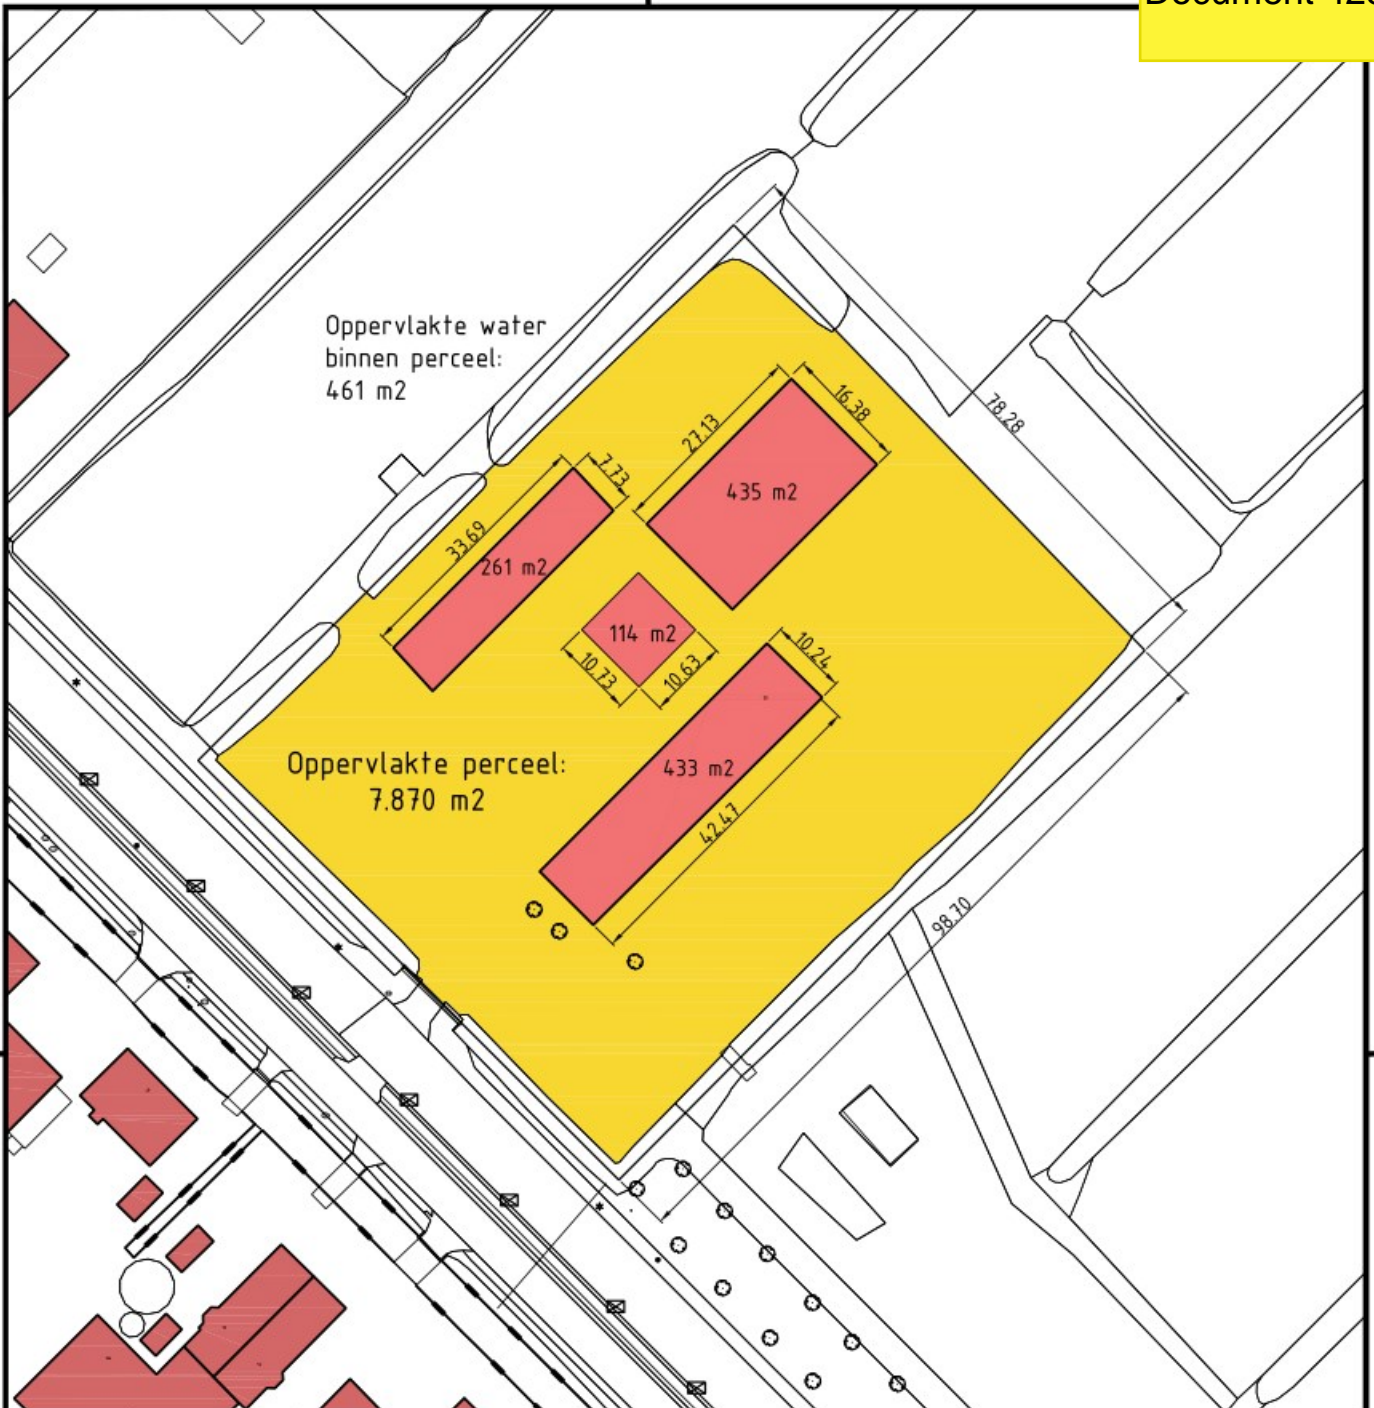 Document
Oppervlakte water
binnen perceel:
461 m2
78.28
16.38
27.13
435 m2
7.73
33.69
261 m2
114 m2
10.73
10.63
10.24
Oppervlakte perceel:
7.870 m2
433 m2
42.47
98.70